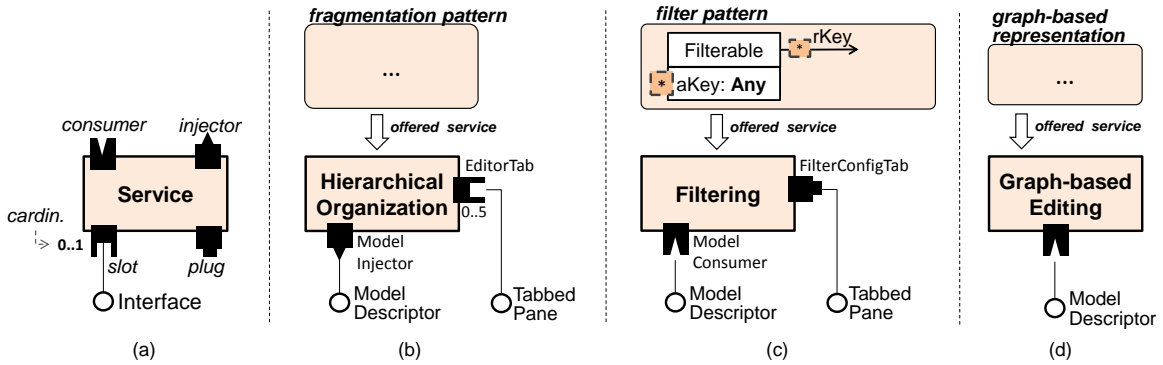 consumer
injector
Service
cardin.
0..1
slot
plug
Interface
(a)
fragmentation pattern
...
offered service
Hierarchical
Organization
EditorTab
0..5
Model
Injector
Model
Descriptor
Tabbed
Pane
(b)
filter pattern
Filterable
* rKey
* aKey: Any
offered service
Filtering
FilterConfigTab
Model
Consumer
Model
Descriptor
Tabbed
Pane
(c)
graph-based
representation
...
offered service
Graph-based
Editing
Model
Descriptor
(d)